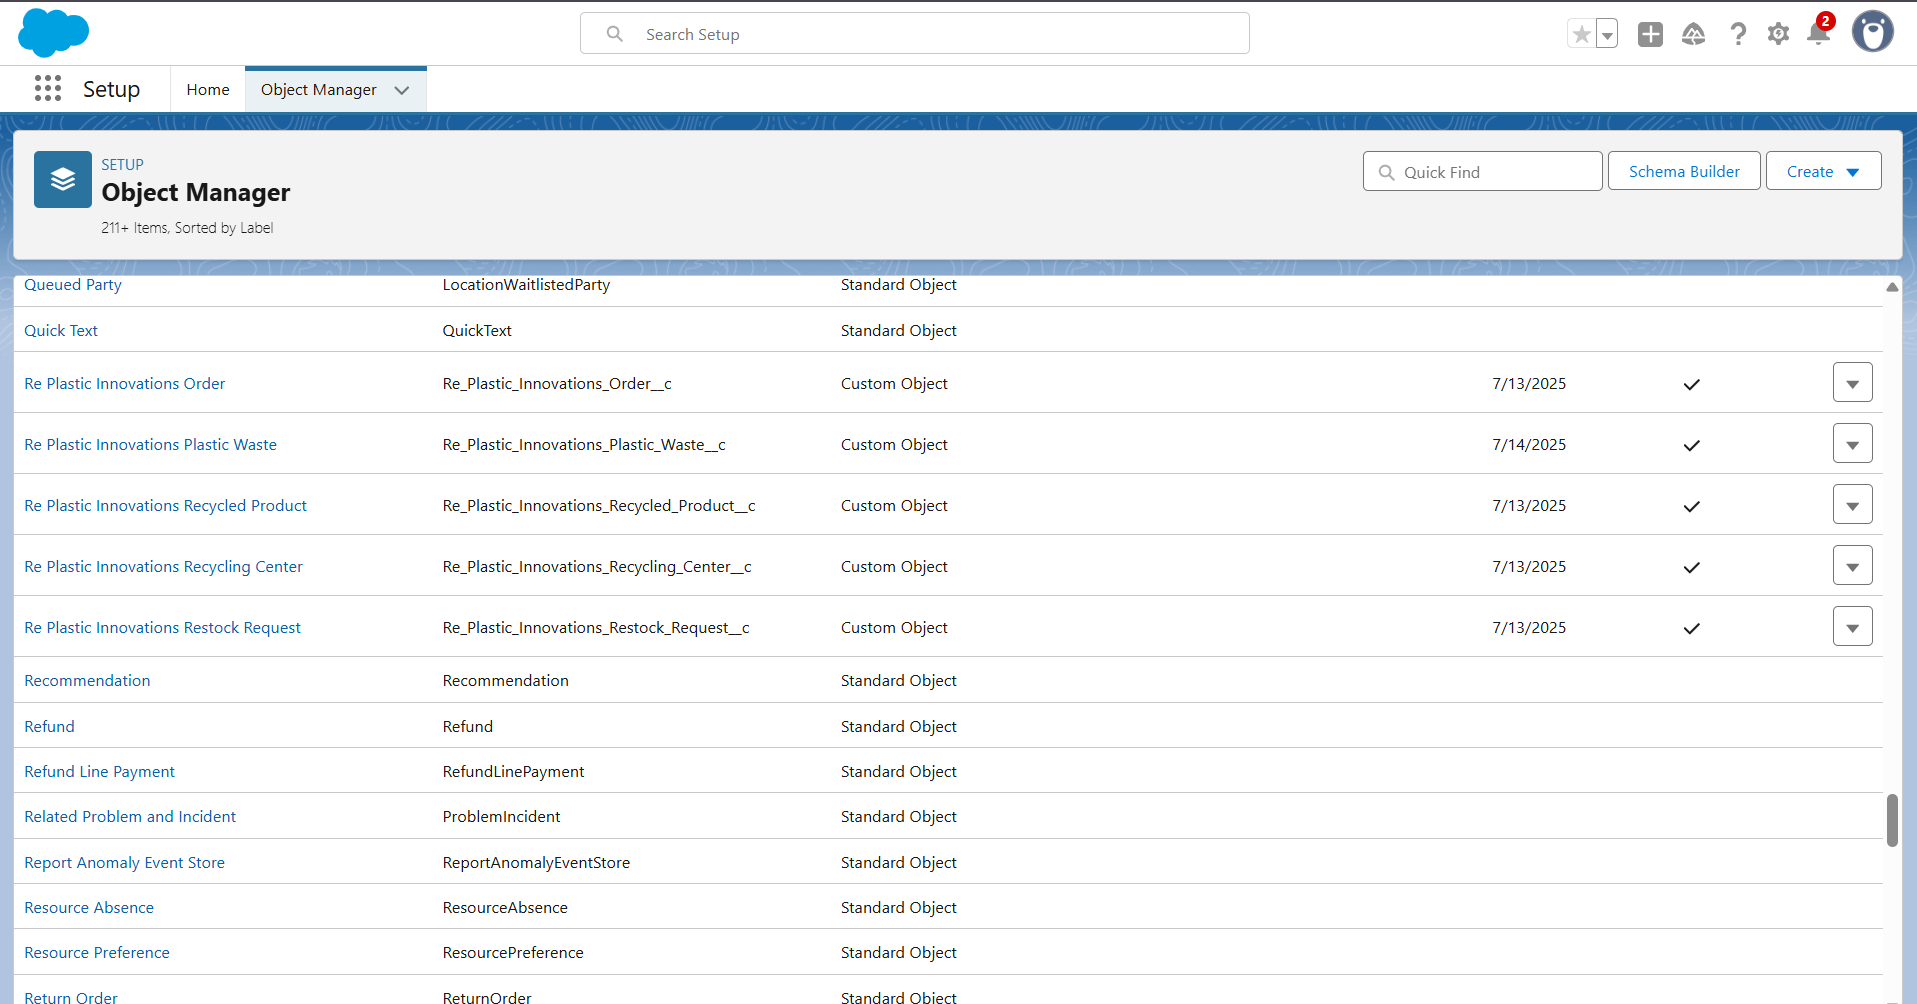 Search Setup
2
Setup
Home
Object Manager
SETUP
Object Manager
211+ Items, Sorted by Label
Quick Find
Schema Builder
Create
Queued Party LocationWaitlistedParty Standard Object
Quick Text QuickText Standard Object
Re Plastic Innovations Order Re_Plastic_Innovations_Order__c Custom Object 7/13/2025
Re Plastic Innovations Plastic Waste Re_Plastic_Innovations_Plastic_Waste__c Custom Object 7/14/2025
Re Plastic Innovations Recycled Product Re_Plastic_Innovations_Recycled_Product__c Custom Object 7/13/2025
Re Plastic Innovations Recycling Center Re_Plastic_Innovations_Recycling_Center__c Custom Object 7/13/2025
Re Plastic Innovations Restock Request Re_Plastic_Innovations_Restock_Request__c Custom Object 7/13/2025
Recommendation Recommendation Standard Object
Refund Refund Standard Object
Refund Line Payment RefundLinePayment Standard Object
Related Problem and Incident ProblemIncident Standard Object
Report Anomaly Event Store ReportAnomalyEventStore Standard Object
Resource Absence ResourceAbsence Standard Object
Resource Preference ResourcePreference Standard Object
Return Order ReturnOrder Standard Object